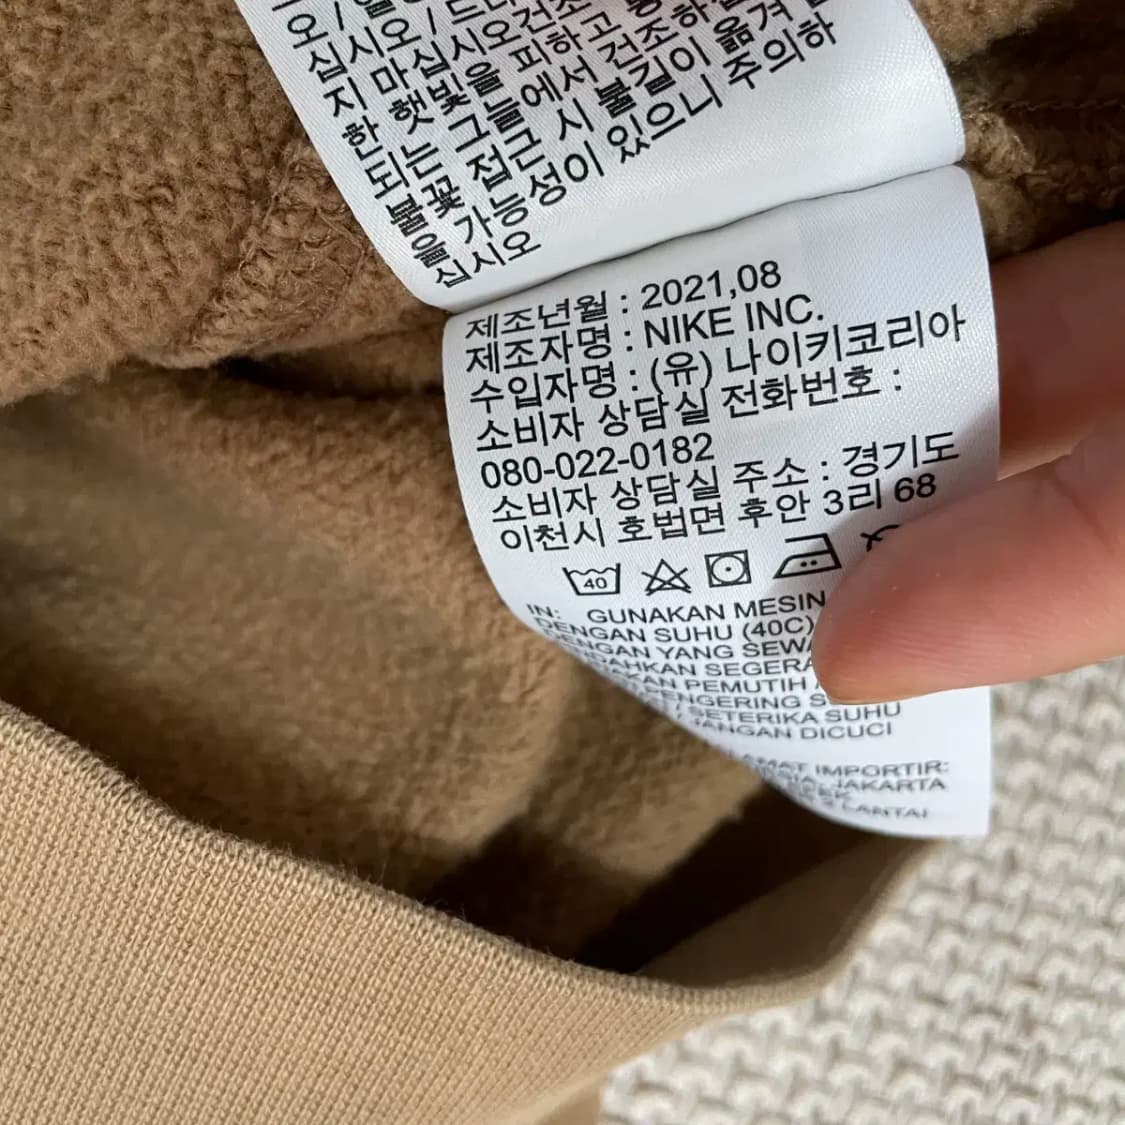 십시오
지 마십시오
한 햇빛을 피하고
되는 그늘에서 건조하십
불꽃 접근 시 불길이 옮겨
을 가능성이 있으니 주의하
십시오
제조년월 : 2021,08
제조자명 : NIKE INC.
수입자명 : (유) 나이키코리아
소비자 상담실 전화번호 :
080-022-0182
소비자 상담실 주소 : 경기도
이천시 호법면 후안 3리 68
40
IN: GUNAKAN MESIN
DENGAN SUHU (40C)
DENGAN YANG
SEGERA
PEMUTIH
PENGERING
/ SETERIKA SUHU
/ JANGAN DICUCI
IMPORTIR:
JAKARTA
LANTAI